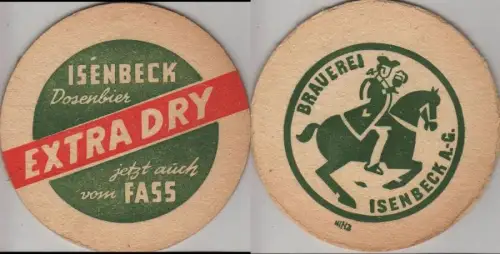 ISENBECK
Dosenbier
EXTRA DRY
jetzt auch
vom FASS
BRAUEREI
ISENBECK A.-G.